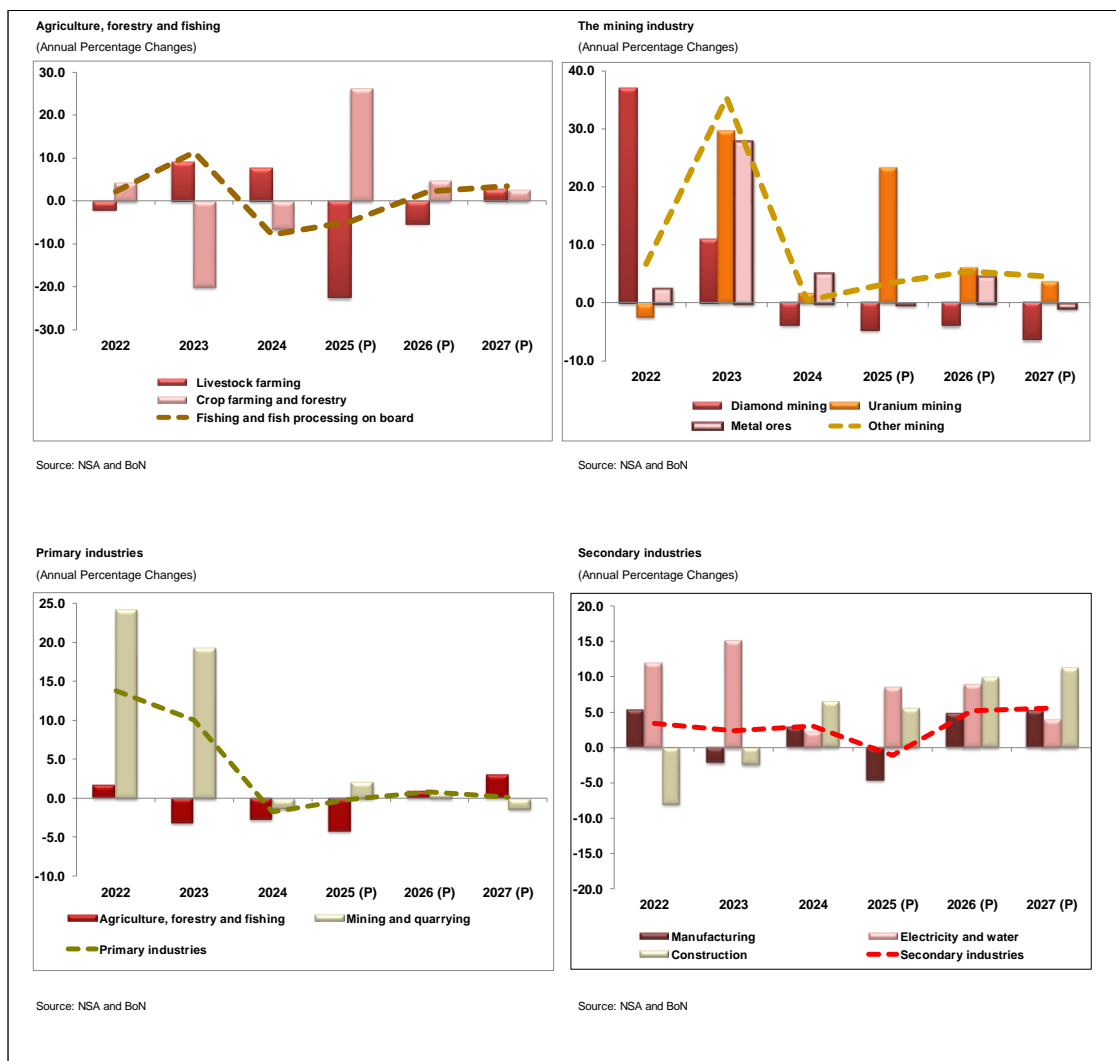 Agriculture, forestry and fishing
(Annual Percentage Changes)
30.0
20.0
10.0
0.0
-10.0
-20.0
-30.0
2022 2023 2024 2025 (P) 2026 (P) 2027 (P)
Livestock farming
Crop farming and forestry
Fishing and fish processing on board
Source: NSA and BoN
The mining industry
(Annual Percentage Changes)
40.0
30.0
20.0
10.0
0.0
-10.0
2022 2023 2024 2025 (P) 2026 (P) 2027 (P)
Diamond mining Uranium mining
Metal ores Other mining
Source: NSA and BoN
Primary industries
(Annual Percentage Changes)
25.0
20.0
15.0
10.0
5.0
0.0
-5.0
-10.0
2022 2023 2024 2025 (P) 2026 (P) 2027 (P)
Agriculture, forestry and fishing Mining and quarrying
Primary industries
Source: NSA and BoN
Secondary industries
(Annual Percentage Changes)
20.0
15.0
10.0
5.0
0.0
-5.0
-10.0
-15.0
-20.0
2022 2023 2024 2025 (P) 2026 (P) 2027 (P)
Manufacturing Electricity and water
Construction Secondary industries
Source: NSA and BoN